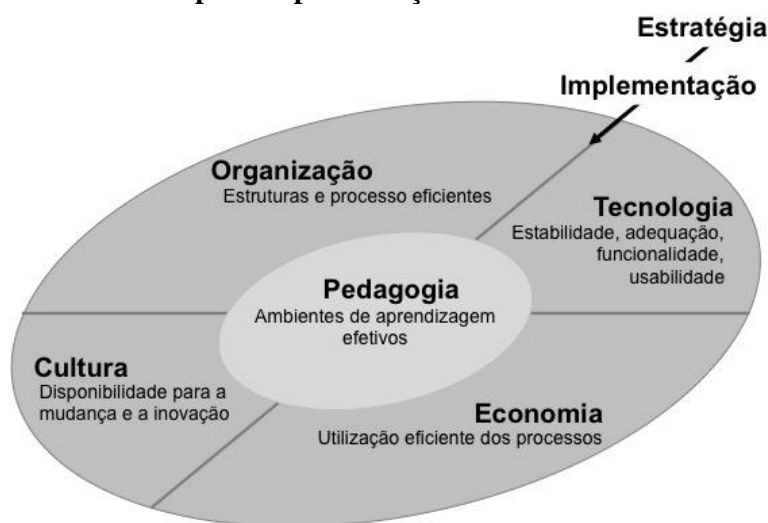 Estratégia
Implementação
Organização
Estruturas e processo eficientes
Tecnologia
Estabilidade, adequação,
funcionalidade,
usabilidade
Pedagogia
Ambientes de aprendizagem
efetivos
Cultura
Disponibilidade para a
mudança e a inovação
Economia
Utilização eficiente dos processos